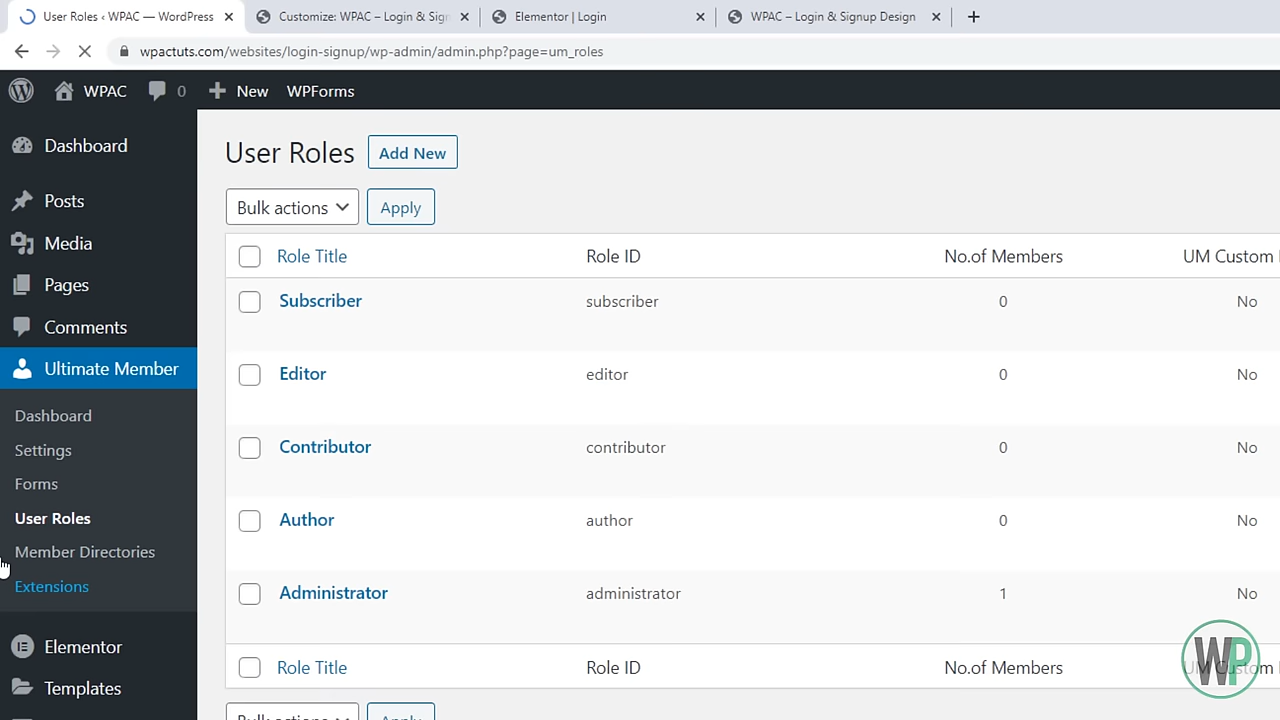 User Roles ‹ WPAC — WordPress
Customize: WPAC – Login & Sign
Elementor | Login
WPAC – Login & Signup Design
wpactuts.com/websites/login-signup/wp-admin/admin.php?page=um_roles
WPAC 0 New WPForms
Dashboard
Posts
Media
Pages
Comments
Ultimate Member
Dashboard
Settings
Forms
User Roles
Member Directories
Extensions
Elementor
Templates
User Roles Add New
Bulk actions Apply
Role Title Role ID No.of Members UM Custom
Subscriber subscriber 0 No
Editor editor 0 No
Contributor contributor 0 No
Author author 0 No
Administrator administrator 1 No
Role Title Role ID No.of Members UM Custom
Bulk actions Apply
WP